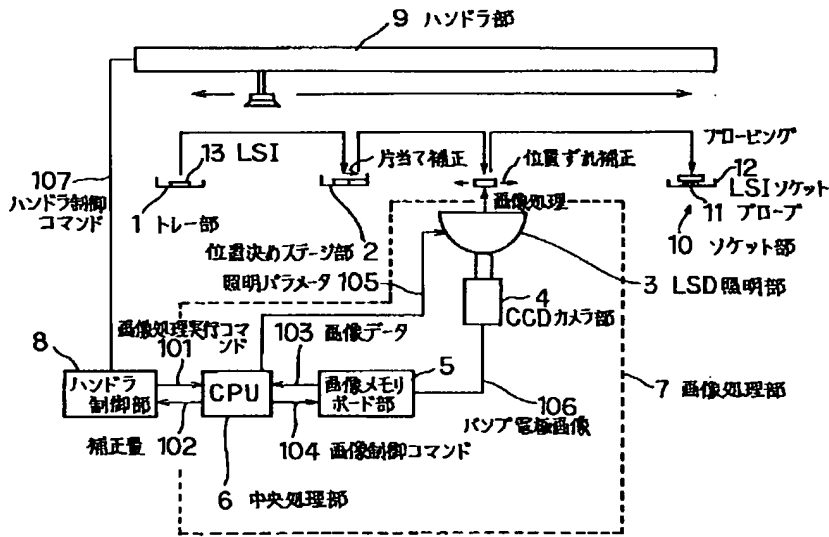 9 ハンドラ部
プロービング
13 LSI
片当て補正
位置ずれ補正
12
LSIソケット
107
ハンドラ制御
コマンド
1 トレー部
画像処理
11 プローブ
位置決めステージ部 2
10 ソケット部
照明パラメータ 105
3 LSD照明部
4
CCDカメラ部
画像処理実行コマンド
101
103 画像データ
8
5
ハンドラ
制御部
CPU
画像メモリ
ボード部
7 画像処理部
106
バンプ電極画像
補正量 102
104 画像制御コマンド
6 中央処理部